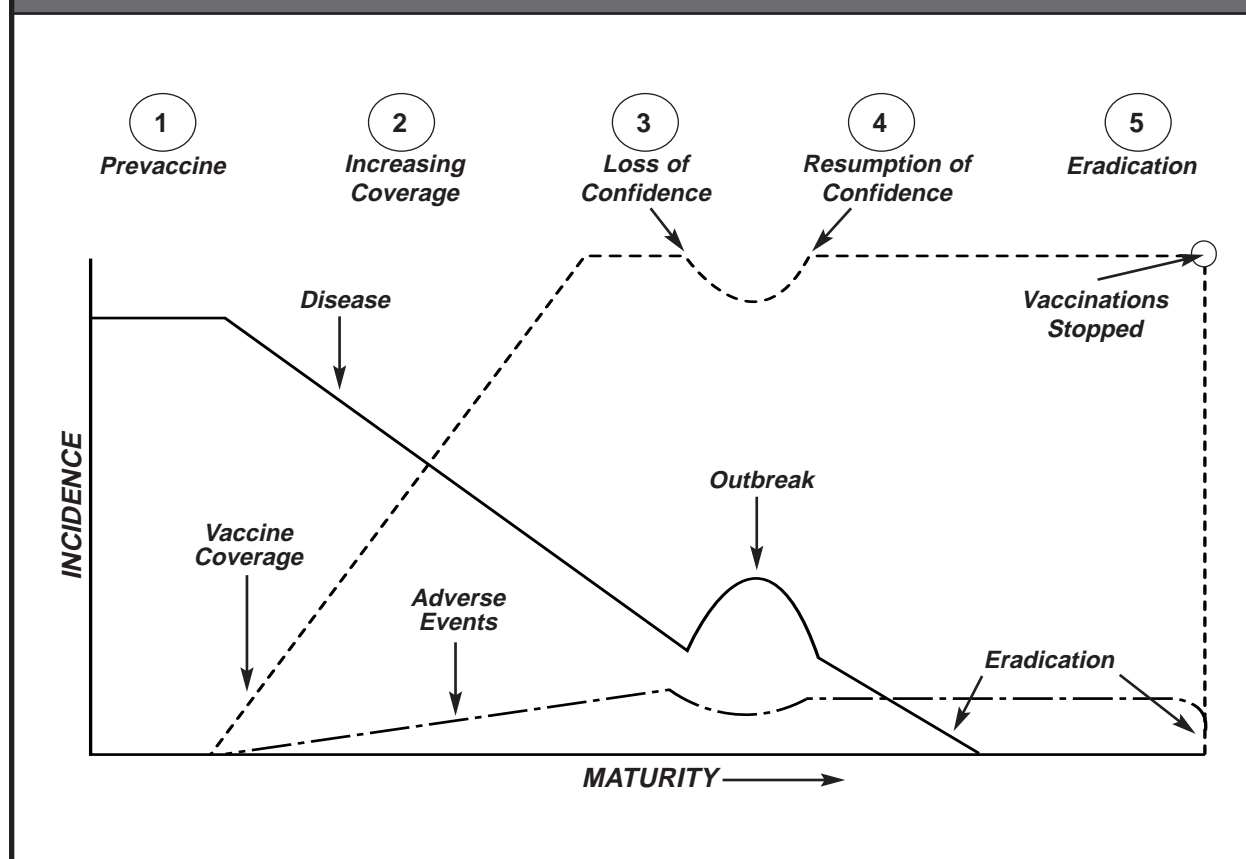 1
Prevaccine
2
Increasing
Coverage
3
Loss of
Confidence
4
Resumption of
Confidence
5
Eradication
Disease
Vaccinations
Stopped
INCIDENCE
Outbreak
Vaccine
Coverage
Adverse
Events
Eradication
MATURITY